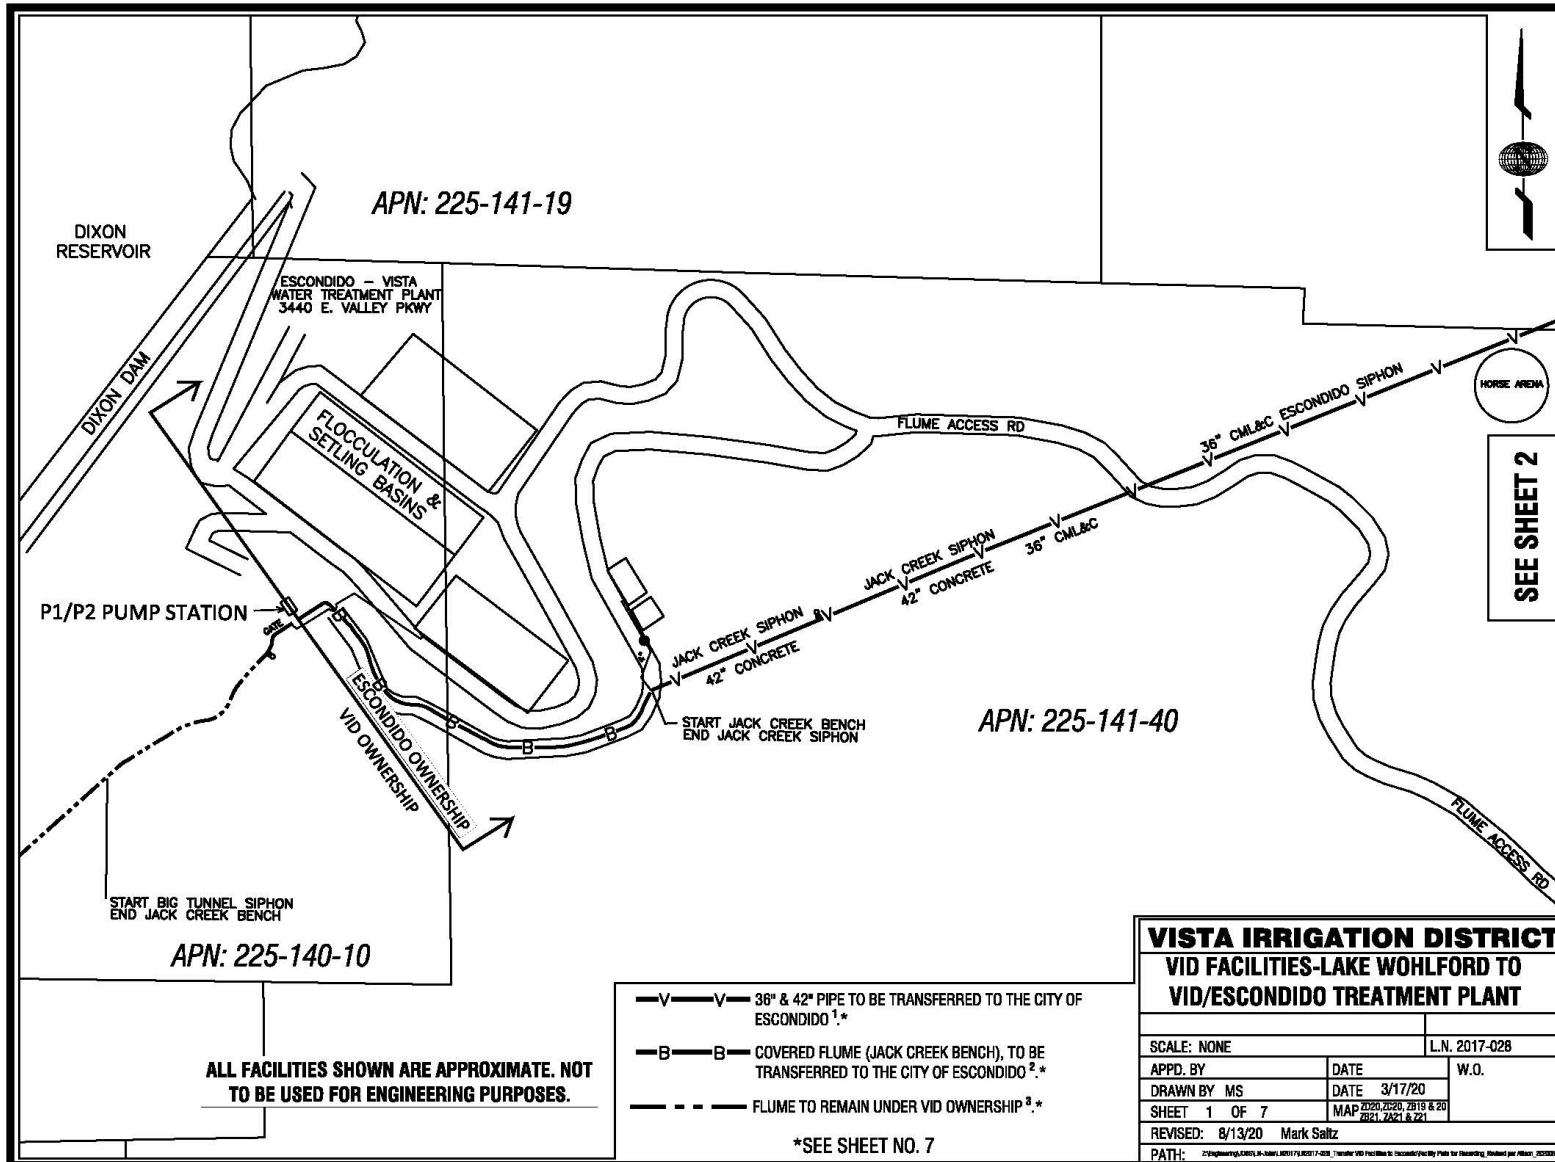 APN: 225-141-19
DIXON
RESERVOIR
ESCONDIDO - VISTA
WATER TREATMENT PLANT
3440 E. VALLEY PKWY
DIXON DAM
FLOCCULATION &
SETLING BASINS
FLUME ACCESS RD
36" CML&C ESCONDIDO SIPHON
HORSE ARENA
SEE SHEET 2
JACK CREEK SIPHON
36" CML&C
42" CONCRETE
P1/P2 PUMP STATION
GATE
JACK CREEK SIPHON &
42" CONCRETE
ESCONDIDO OWNERSHIP
VID OWNERSHIP
START JACK CREEK BENCH
END JACK CREEK SIPHON
APN: 225-141-40
FLUME ACCESS RD
START BIG TUNNEL SIPHON
END JACK CREEK BENCH
APN: 225-140-10
ALL FACILITIES SHOWN ARE APPROXIMATE. NOT
TO BE USED FOR ENGINEERING PURPOSES.
V V 36" & 42" PIPE TO BE TRANSFERRED TO THE CITY OF
ESCONDIDO 1.*
B B COVERED FLUME (JACK CREEK BENCH), TO BE
TRANSFERRED TO THE CITY OF ESCONDIDO 2.*
FLUME TO REMAIN UNDER VID OWNERSHIP 3.*
*SEE SHEET NO. 7
VISTA IRRIGATION DISTRICT
VID FACILITIES-LAKE WOHLFORD TO
VID/ESCONDIDO TREATMENT PLANT
SCALE: NONE L.N. 2017-028
APPD. BY DATE W.O.
DRAWN BY MS DATE 3/17/20
SHEET 1 OF 7 MAP ZD20,ZC20, ZB19 & 20
ZB21, ZA21 & Z21
REVISED: 8/13/20 Mark Saltz
PATH: